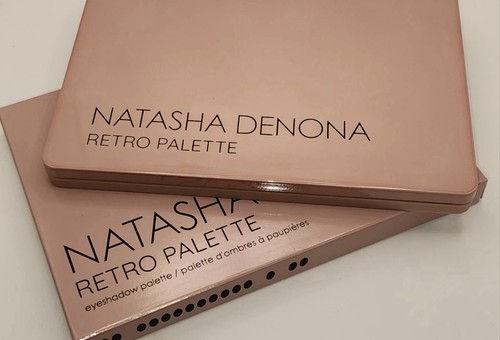 NATASHA DENONA
RETRO PALETTE
NATASHA
RETRO PALETTE
eyeshadow palette / palette d'ombres à paupières